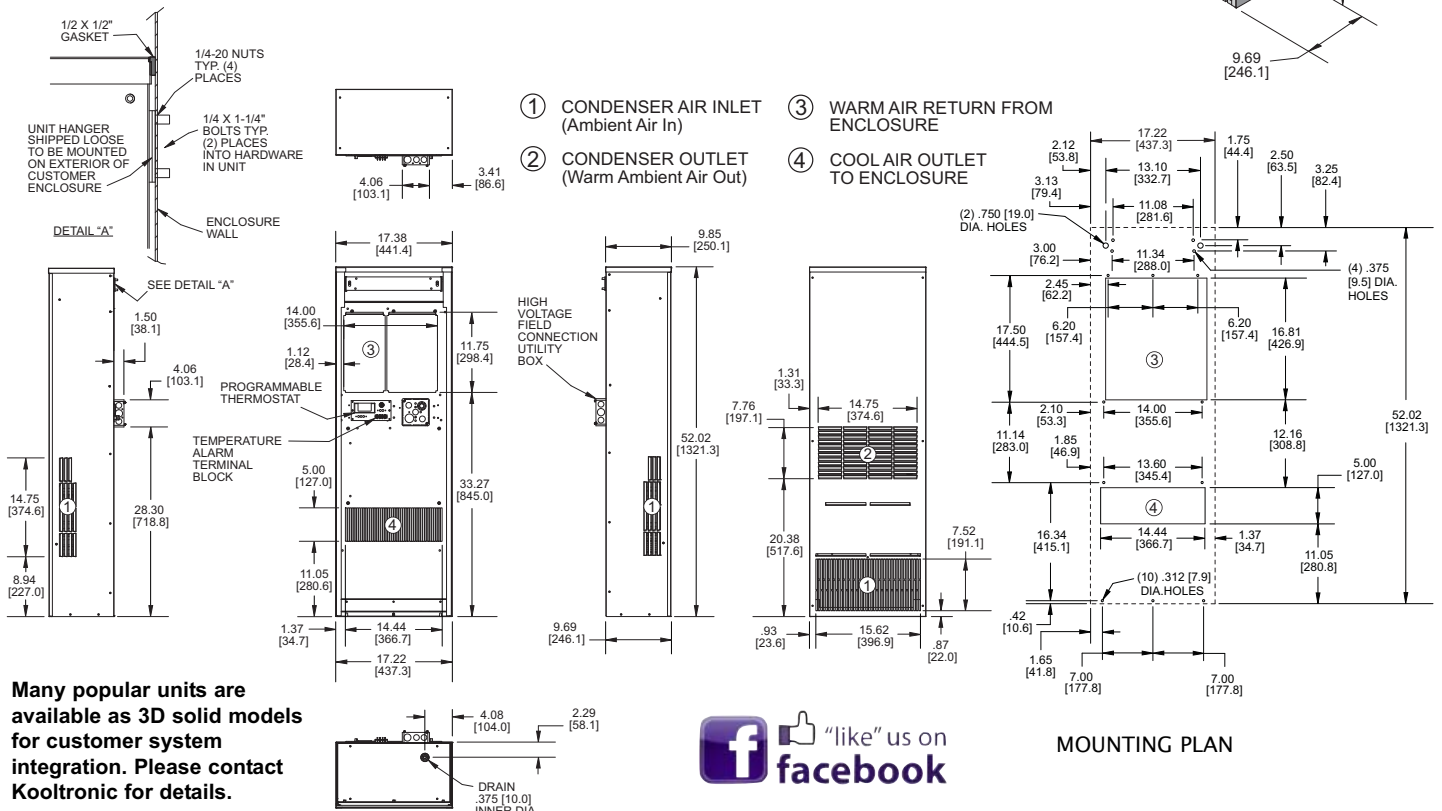 1/2 X 1/2"
GASKET
1/4-20 NUTS
TYP. (4)
PLACES
UNIT HANGER
SHIPPED LOOSE
TO BE MOUNTED
ON EXTERIOR OF
CUSTOMER
ENCLOSURE
1/4 X 1-1/4"
BOLTS TYP.
(2) PLACES
INTO HARDWARE
IN UNIT
DETAIL "A"
ENCLOSURE
WALL
4.06
[103.1]
3.41
[86.6]
1 CONDENSER AIR INLET
(Ambient Air In)
2 CONDENSER OUTLET
(Warm Ambient Air Out)
3 WARM AIR RETURN FROM
ENCLOSURE
4 COOL AIR OUTLET
TO ENCLOSURE
9.69
[246.1]
SEE DETAIL "A"
1.50
[38.1]
4.06
[103.1]
1
14.75
[374.6]
8.94
[227.0]
28.30
[718.8]
17.38
[441.4]
14.00
[355.6]
1.12
[28.4]
3
11.75
[298.4]
PROGRAMMABLE
THERMOSTAT
TEMPERATURE
ALARM
TERMINAL
BLOCK
5.00
[127.0]
4
33.27
[845.0]
11.05
[280.6]
1.37
[34.7]
14.44
[366.7]
17.22
[437.3]
9.85
[250.1]
HIGH
VOLTAGE
FIELD
CONNECTION
UTILITY
BOX
1
52.02
[1321.3]
9.69
[246.1]
1.31
[33.3]
14.75
[374.6]
7.76
[197.1]
2
20.38
[517.6]
7.52
[191.1]
1
.93
[23.6]
15.62
[396.9]
.87
[22.0]
17.22
[437.3]
2.12
[53.8]
13.10
[332.7]
1.75
[44.4]
2.50
[63.5]
3.25
[82.4]
3.13
[79.4]
11.08
[281.6]
(2) .750 [19.0]
DIA. HOLES
3.00
[76.2]
11.34
[288.0]
(4) .375
[9.5] DIA.
HOLES
2.45
[62.2]
6.20
[157.4]
6.20
[157.4]
17.50
[444.5]
16.81
[426.9]
3
2.10
[53.3]
14.00
[355.6]
52.02
[1321.3]
11.14
[283.0]
12.16
[308.8]
1.85
[46.9]
13.60
[345.4]
5.00
[127.0]
4
14.44
[366.7]
1.37
[34.7]
16.34
[415.1]
11.05
[280.8]
(10) .312 [7.9]
DIA.HOLES
.42
[10.6]
1.65
[41.8]
7.00
[177.8]
7.00
[177.8]
MOUNTING PLAN
Many popular units are
available as 3D solid models
for customer system
integration. Please contact
Kooltronic for details.
4.08
[104.0]
2.29
[58.1]
DRAIN
.375 [10.0]
INNER DIA.
f
"like" us on
facebook